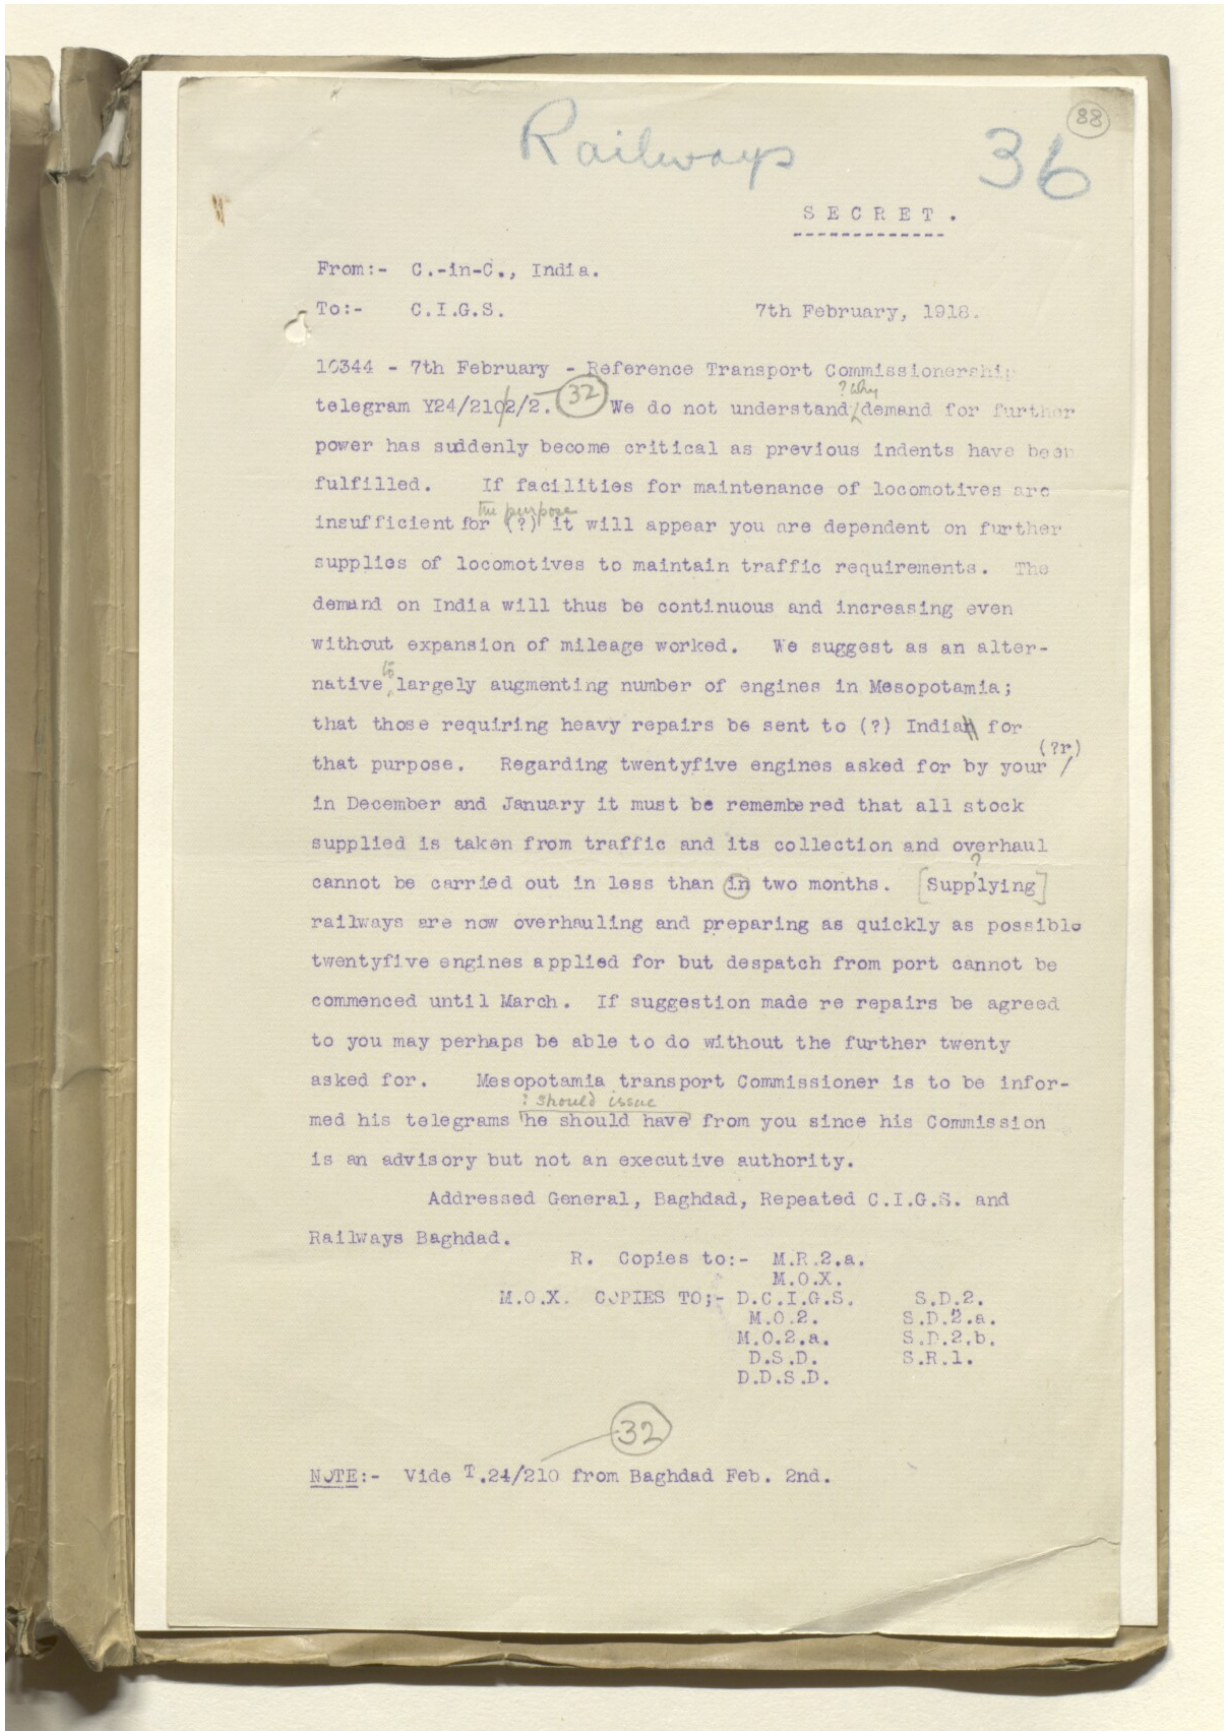 88
Railways 36
SECRET.
From:- C.-in-C., India.
To:- C.I.G.S. 7th February, 1918.
10344 - 7th February - Reference Transport Commissionership
? why
telegram Y24/2102/2. 32 We do not understand demand for further
power has suddenly become critical as previous indents have been
fulfilled. If facilities for maintenance of locomotives are
the purpose
insufficient for (?) it will appear you are dependent on further
supplies of locomotives to maintain traffic requirements. The
demand on India will thus be continuous and increasing even
without expansion of mileage worked. We suggest as an alter-
to
native largely augmenting number of engines in Mesopotamia;
that those requiring heavy repairs be sent to (?) Indian for
(?r)
that purpose. Regarding twentyfive engines asked for by your /
in December and January it must be remembered that all stock
supplied is taken from traffic and its collection and overhaul
?
cannot be carried out in less than in two months. [Supplying]
railways are now overhauling and preparing as quickly as possible
twentyfive engines applied for but despatch from port cannot be
commenced until March. If suggestion made re repairs be agreed
to you may perhaps be able to do without the further twenty
asked for. Mesopotamia transport Commissioner is to be infor-
? should issue
med his telegrams he should have from you since his Commission
is an advisory but not an executive authority.
Addressed General, Baghdad, Repeated C.I.G.S. and
Railways Baghdad.
R. Copies to:- M.R.2.a.
M.O.X.
M.O.X. COPIES TO;- D.C.I.G.S. S.D.2.
M.O.2. S.D.2.a.
M.O.2.a. S.D.2.b.
D.S.D. S.R.1.
D.D.S.D.
32
NOTE:- Vide T.24/210 from Baghdad Feb. 2nd.